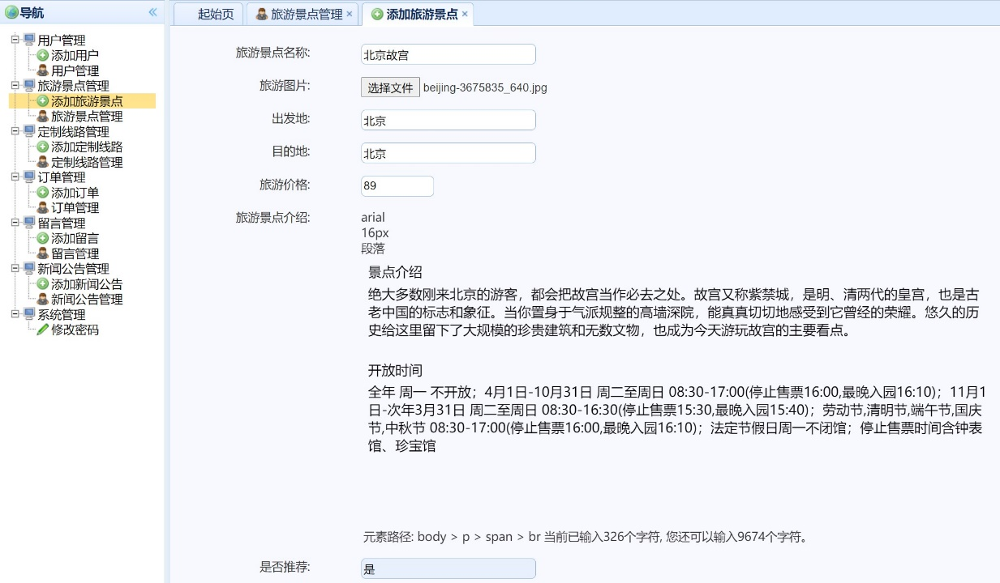 导航
用户管理
添加用户
用户管理
旅游景点管理
添加旅游景点
旅游景点管理
定制线路管理
添加定制线路
定制线路管理
订单管理
添加订单
订单管理
留言管理
添加留言
留言管理
新闻公告管理
添加新闻公告
新闻公告管理
系统管理
修改密码
起始页 旅游景点管理 × 添加旅游景点 ×
旅游景点名称: 北京故宫
旅游图片: 选择文件 beijing-3675835_640.jpg
出发地: 北京
目的地: 北京
旅游价格: 89
旅游景点介绍: arial
16px
段落
景点介绍
绝大多数刚来北京的游客，都会把故宫当作必去之处。故宫又称紫禁城，是明、清两代的皇宫，也是古
老中国的标志和象征。当你置身于气派规整的高墙深院，能真真切切地感受到它曾经的荣耀。悠久的历
史给这里留下了大规模的珍贵建筑和无数文物，也成为今天游玩故宫的主要看点。
开放时间
全年 周一 不开放；4月1日-10月31日 周二至周日 08:30-17:00(停止售票16:00,最晚入园16:10)；11月1
日-次年3月31日 周二至周日 08:30-16:30(停止售票15:30,最晚入园15:40)；劳动节,清明节,端午节,国庆
节,中秋节 08:30-17:00(停止售票16:00,最晚入园16:10)；法定节假日周一不闭馆；停止售票时间含钟表
馆、珍宝馆
元素路径: body > p > span > br 当前已输入326个字符, 您还可以输入9674个字符。
是否推荐: 是